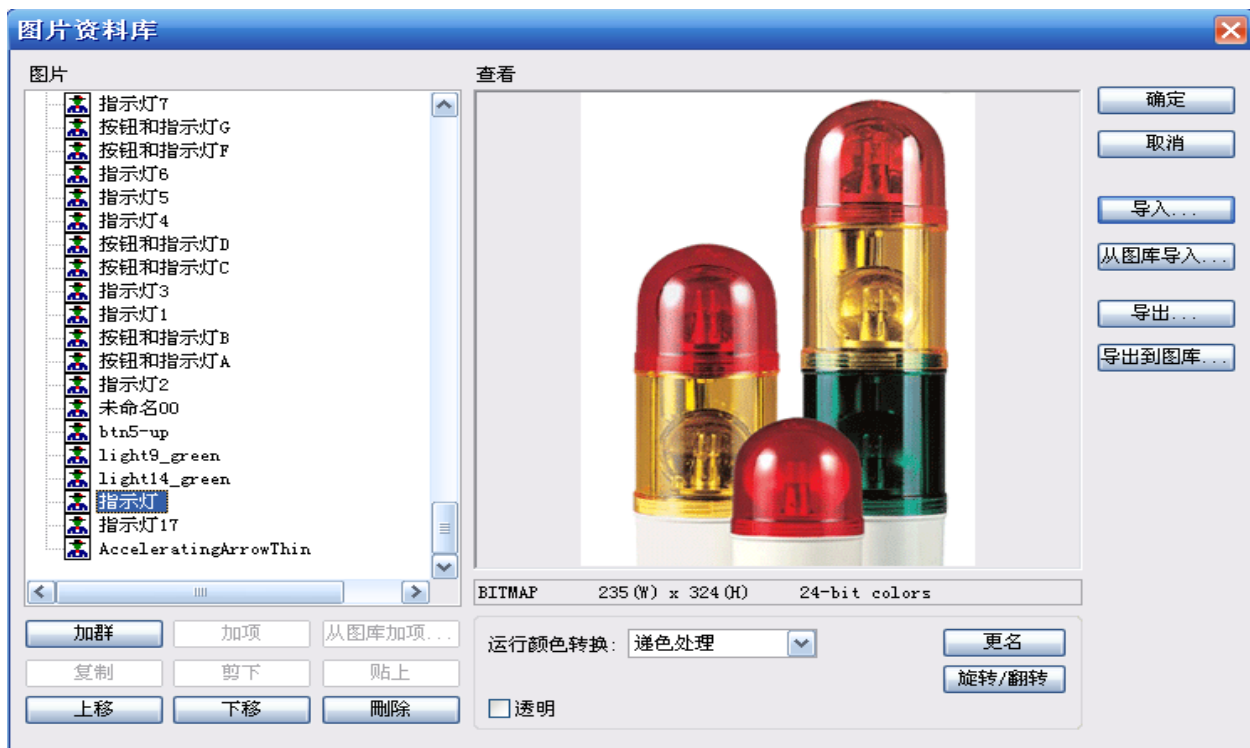 图片资料库
图片
查看
指示灯7
按钮和指示灯G
按钮和指示灯F
指示灯6
指示灯5
指示灯4
按钮和指示灯D
按钮和指示灯C
指示灯3
指示灯1
按钮和指示灯B
按钮和指示灯A
指示灯2
未命名00
btn5-up
light9_green
light14_green
指示灯
指示灯17
AcceleratingArrowThin
确定
取消
导入...
从图库导入...
导出...
导出到图库...
BITMAP 235(W) x 324(H) 24-bit colors
加群 加项 从图库加项...
复制 剪下 贴上
上移 下移 删除
运行颜色转换: 递色处理
更名
旋转/翻转
透明